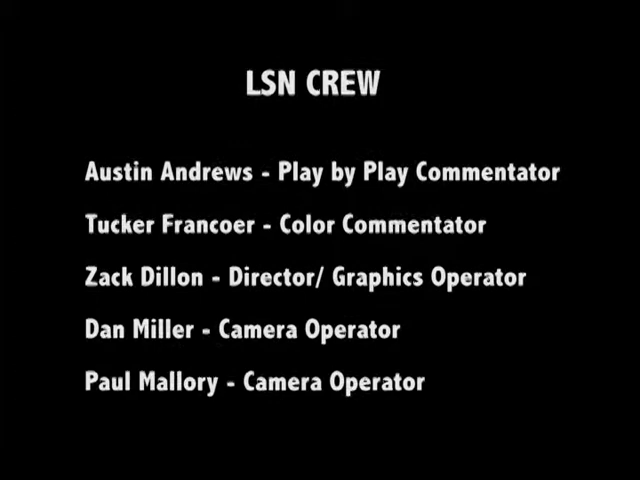 LSN CREW
Austin Andrews - Play by Play Commentator
Tucker Francoer - Color Commentator
Zack Dillon - Director/ Graphics Operator
Dan Miller - Camera Operator
Paul Mallory - Camera Operator